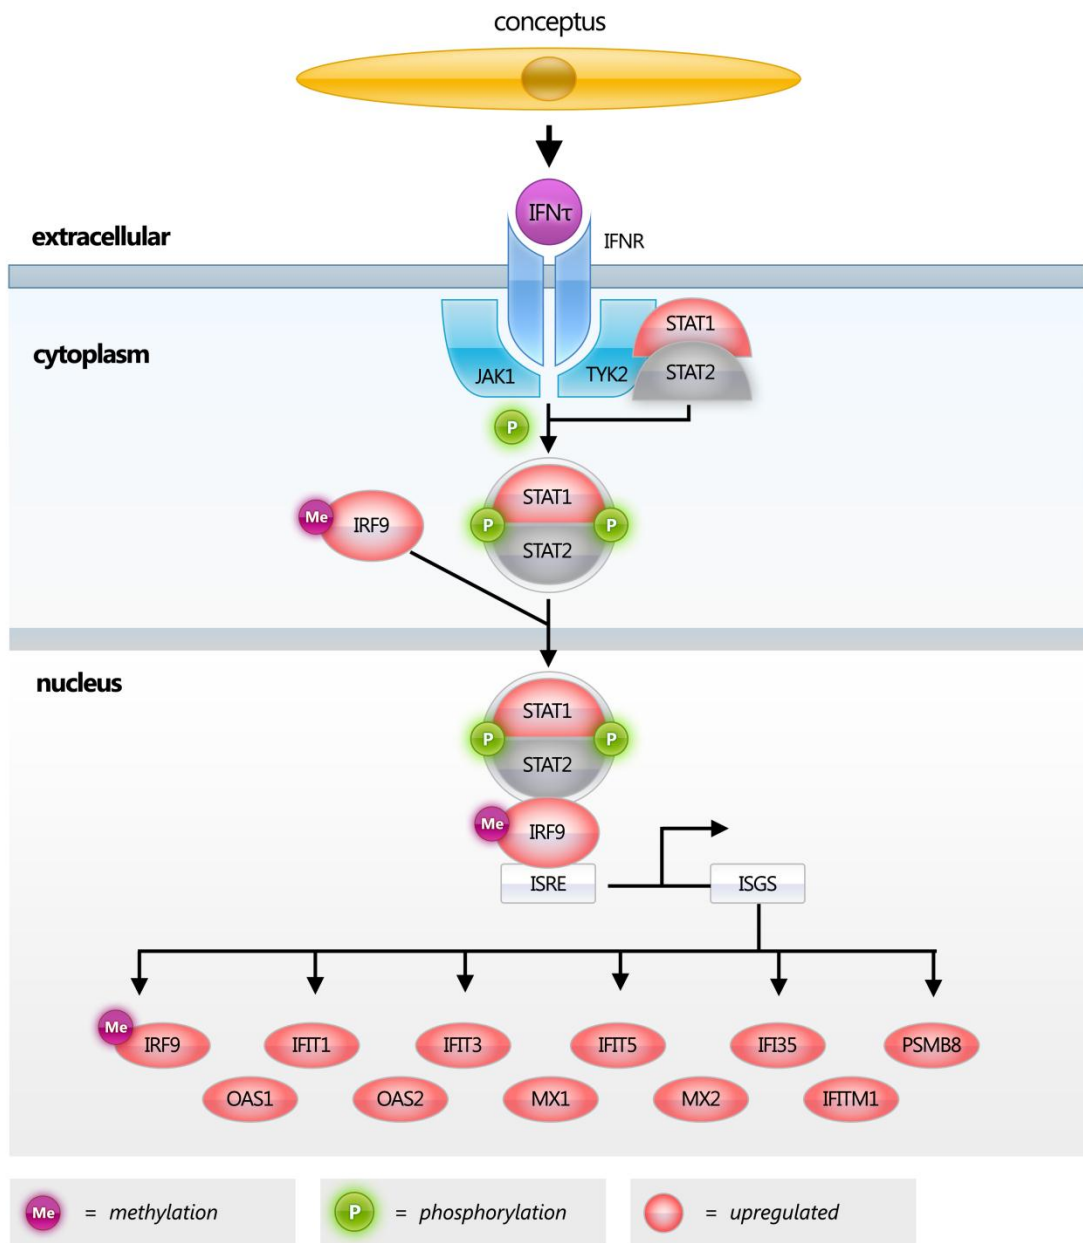 conceptus
IFNτ
extracellular
IFNR
cytoplasm
STAT1
JAK1
TYK2
STAT2
P
STAT1
Me
IRF9
P
P
STAT2
nucleus
STAT1
P
P
STAT2
Me
IRF9
ISRE
ISGS
Me
IRF9
IFIT1
IFIT3
IFIT5
IFI35
PSMB8
OAS1
OAS2
MX1
MX2
IFITM1
Me = methylation
P = phosphorylation
= upregulated